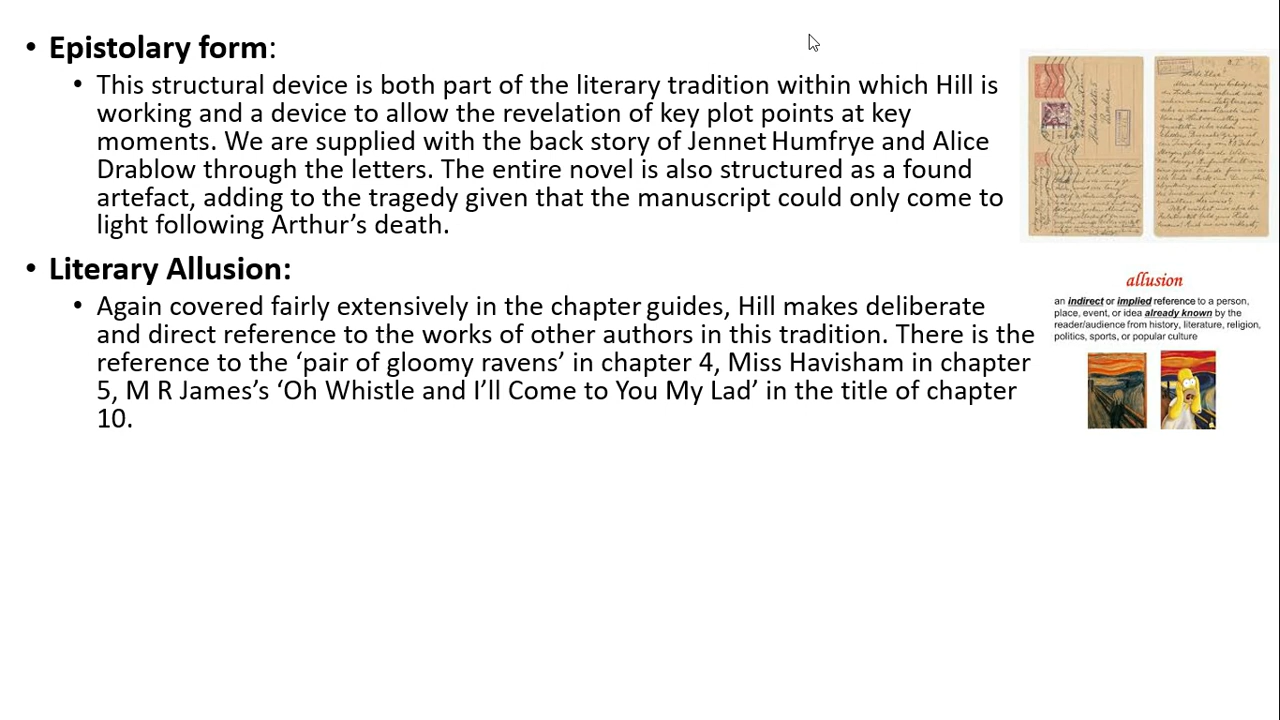 • Epistolary form:
• This structural device is both part of the literary tradition within which Hill is
working and a device to allow the revelation of key plot points at key
moments. We are supplied with the back story of Jennet Humfrye and Alice
Drablow through the letters. The entire novel is also structured as a found
artefact, adding to the tragedy given that the manuscript could only come to
light following Arthur’s death.
• Literary Allusion:
• Again covered fairly extensively in the chapter guides, Hill makes deliberate
and direct reference to the works of other authors in this tradition. There is the
reference to the ‘pair of gloomy ravens’ in chapter 4, Miss Havisham in chapter
5, M R James’s ‘Oh Whistle and I’ll Come to You My Lad’ in the title of chapter
10.
allusion
an indirect or implied reference to a person,
place, event, or idea already known by the
reader/audience from history, literature, religion,
politics, sports, or popular culture